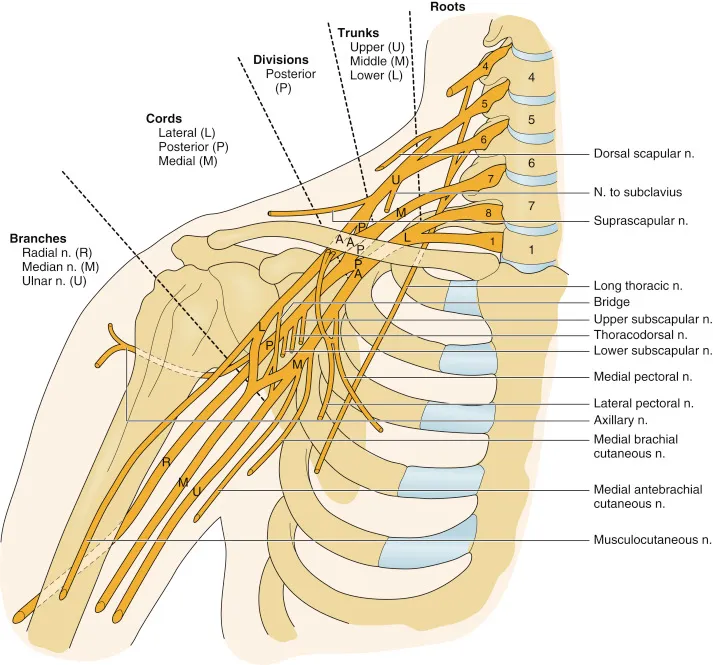 Roots
Trunks
Upper (U)
Middle (M)
Lower (L)
Divisions
Posterior
(P)
Cords
Lateral (L)
Posterior (P)
Medial (M)
Branches
Radial n. (R)
Median n. (M)
Ulnar n. (U)
4
4
5
5
6
6
7
7
8
1
1
U
M
L
P
A
A
P
P
A
L
P
M
R
M
U
Dorsal scapular n.
N. to subclavius
Suprascapular n.
Long thoracic n.
Bridge
Upper subscapular n.
Thoracodorsal n.
Lower subscapular n.
Medial pectoral n.
Lateral pectoral n.
Axillary n.
Medial brachial
cutaneous n.
Medial antebrachial
cutaneous n.
Musculocutaneous n.